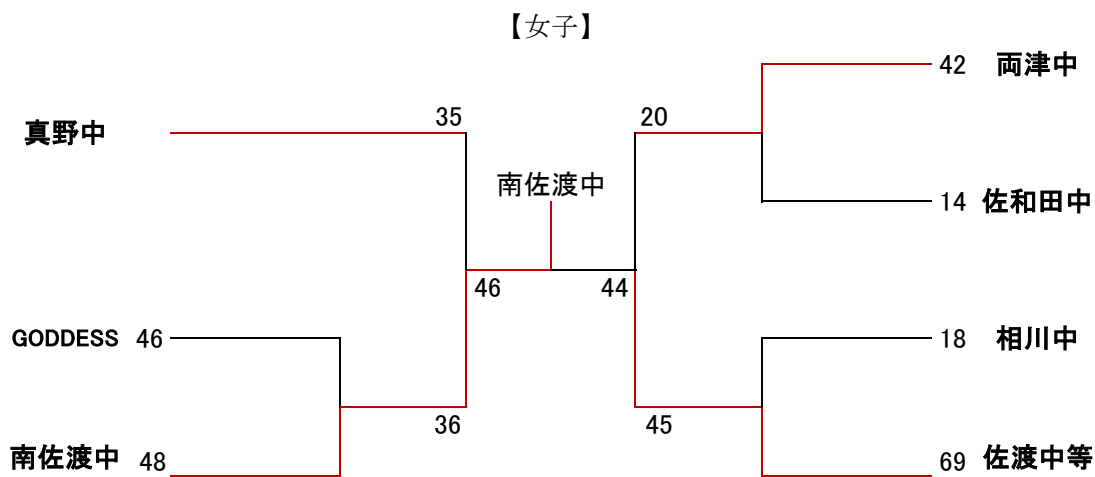 【女子】
42 両津中
35
20
真野中
南佐渡中
14 佐和田中
46
44
GODDESS 46
18 相川中
36
45
南佐渡中 48
69 佐渡中等